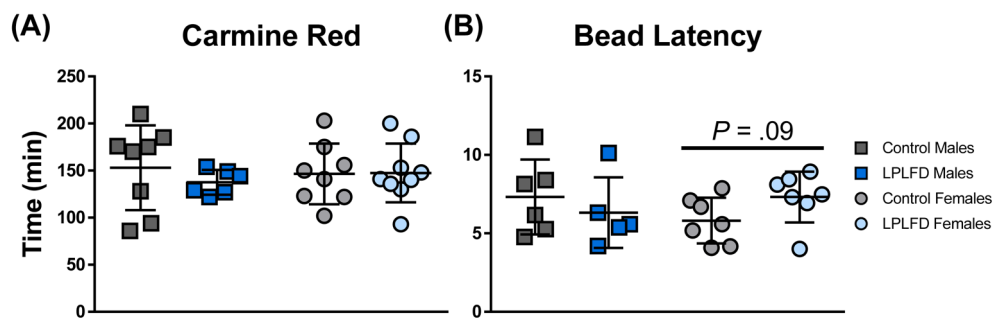 (A)
Carmine Red
Time (min)
250
200
150
100
50
0
(B)
Bead Latency
15
10
5
0
P = .09
Control Males
LPLFD Males
Control Females
LPLFD Females